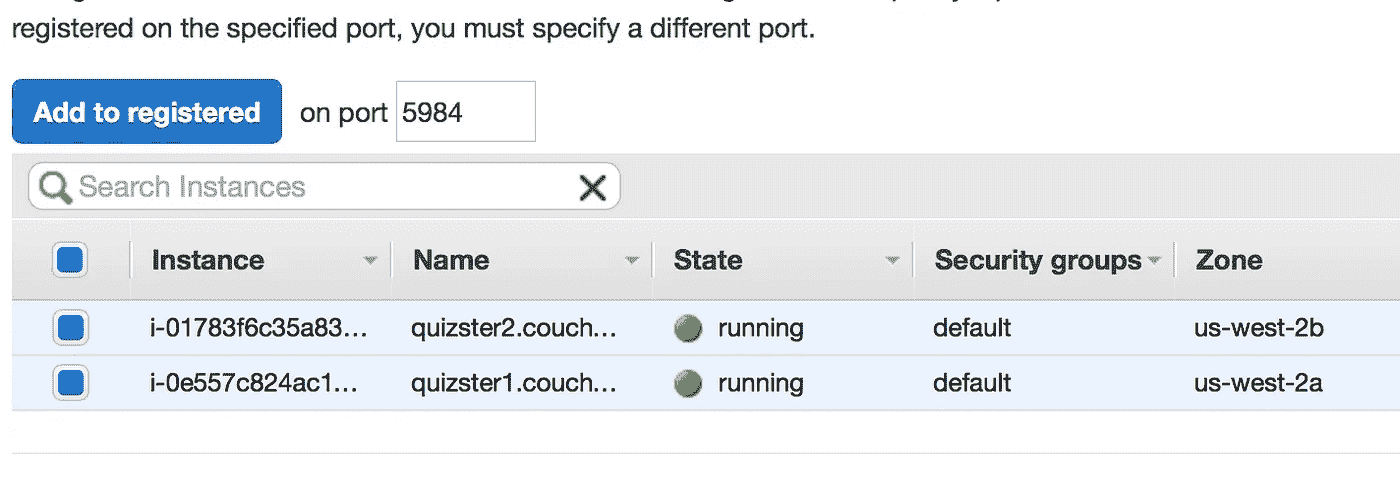 registered on the specified port, you must specify a different port.
Add to registered on port 5984
Search Instances
Instance Name State Security groups Zone
i-01783f6c35a83... quizster2.couch... running default us-west-2b
i-0e557c824ac1... quizster1.couch... running default us-west-2a